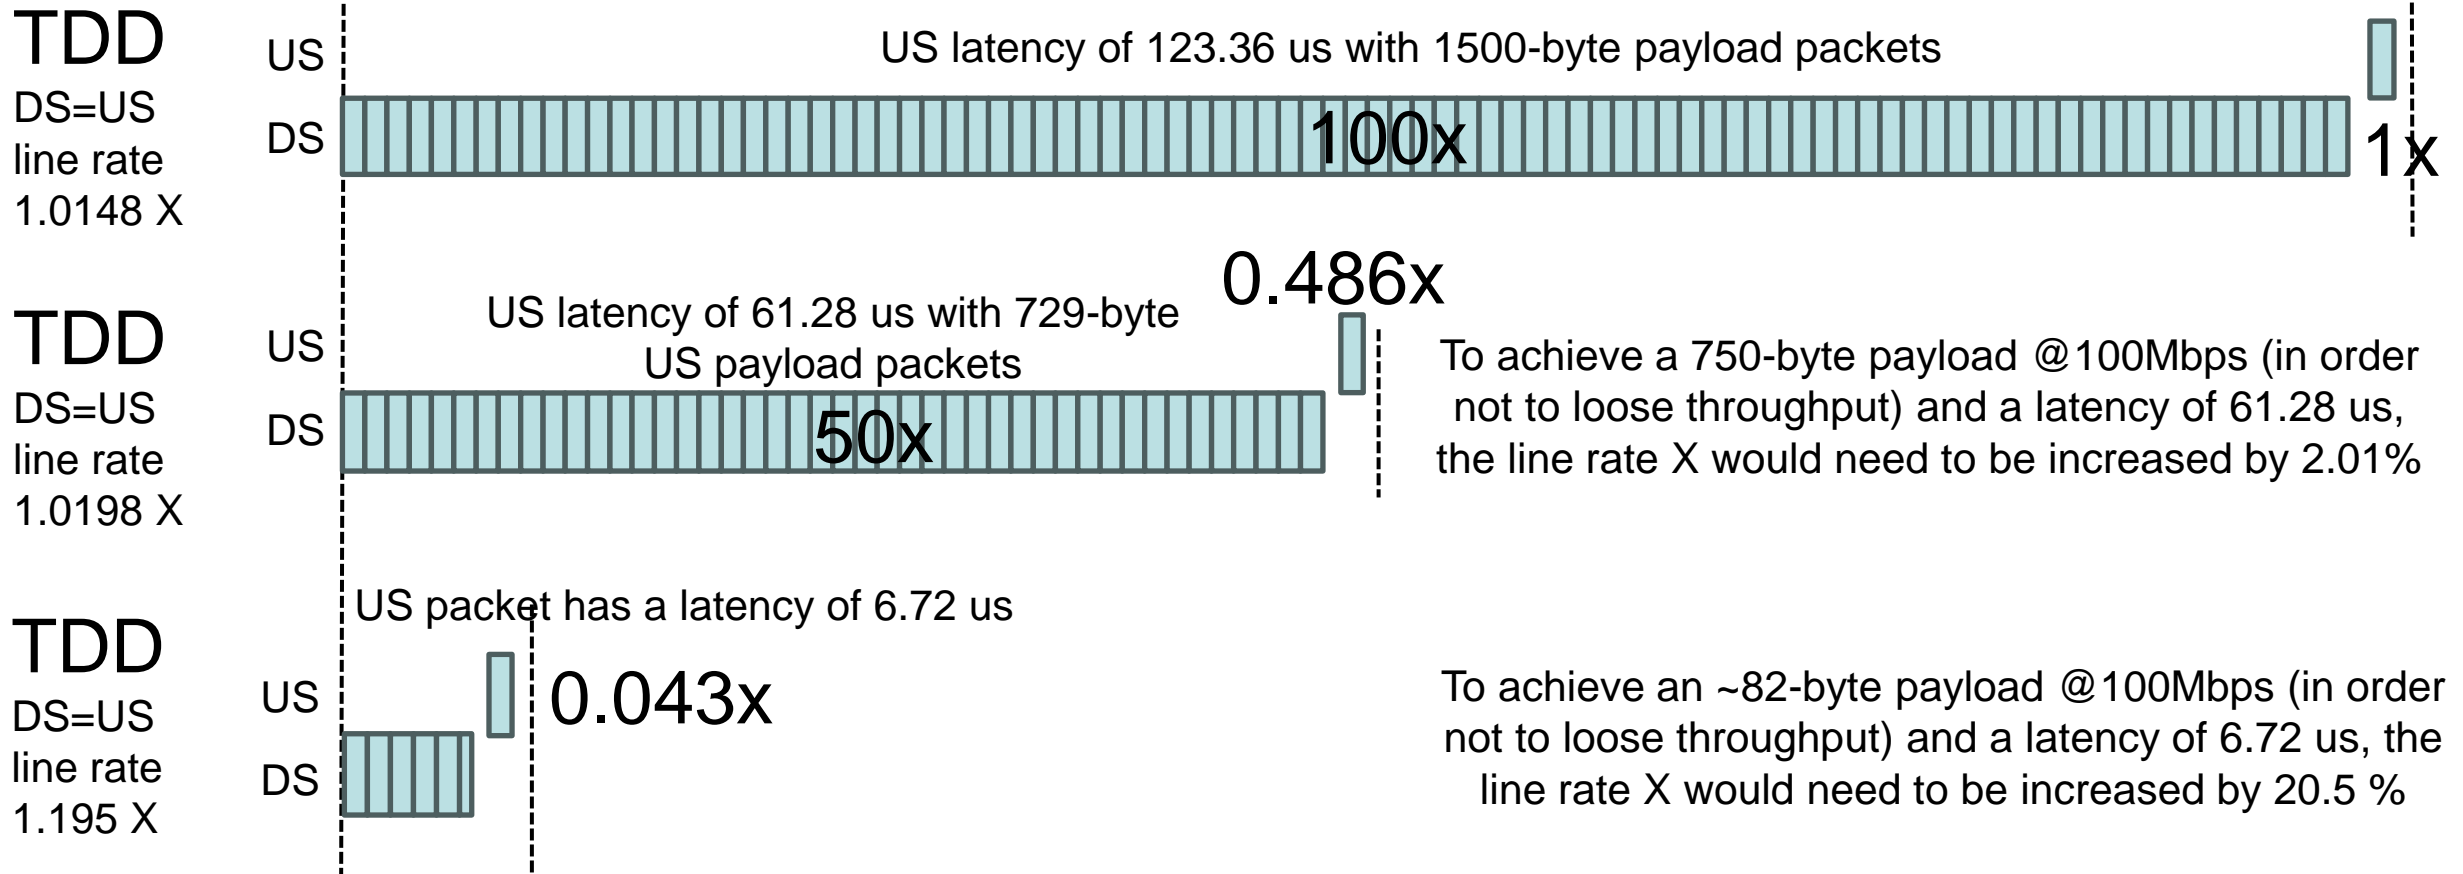 TDD
DS=US
line rate
1.0148 X
US
DS
US latency of 123.36 us with 1500-byte payload packets
100x
1x
TDD
DS=US
line rate
1.0198 X
US
DS
US latency of 61.28 us with 729-byte
US payload packets
0.486x
50x
To achieve a 750-byte payload @100Mbps (in order
not to loose throughput) and a latency of 61.28 us,
the line rate X would need to be increased by 2.01%
TDD
DS=US
line rate
1.195 X
US
DS
US packet has a latency of 6.72 us
0.043x
To achieve an ~82-byte payload @100Mbps (in order
not to loose throughput) and a latency of 6.72 us, the
line rate X would need to be increased by 20.5 %